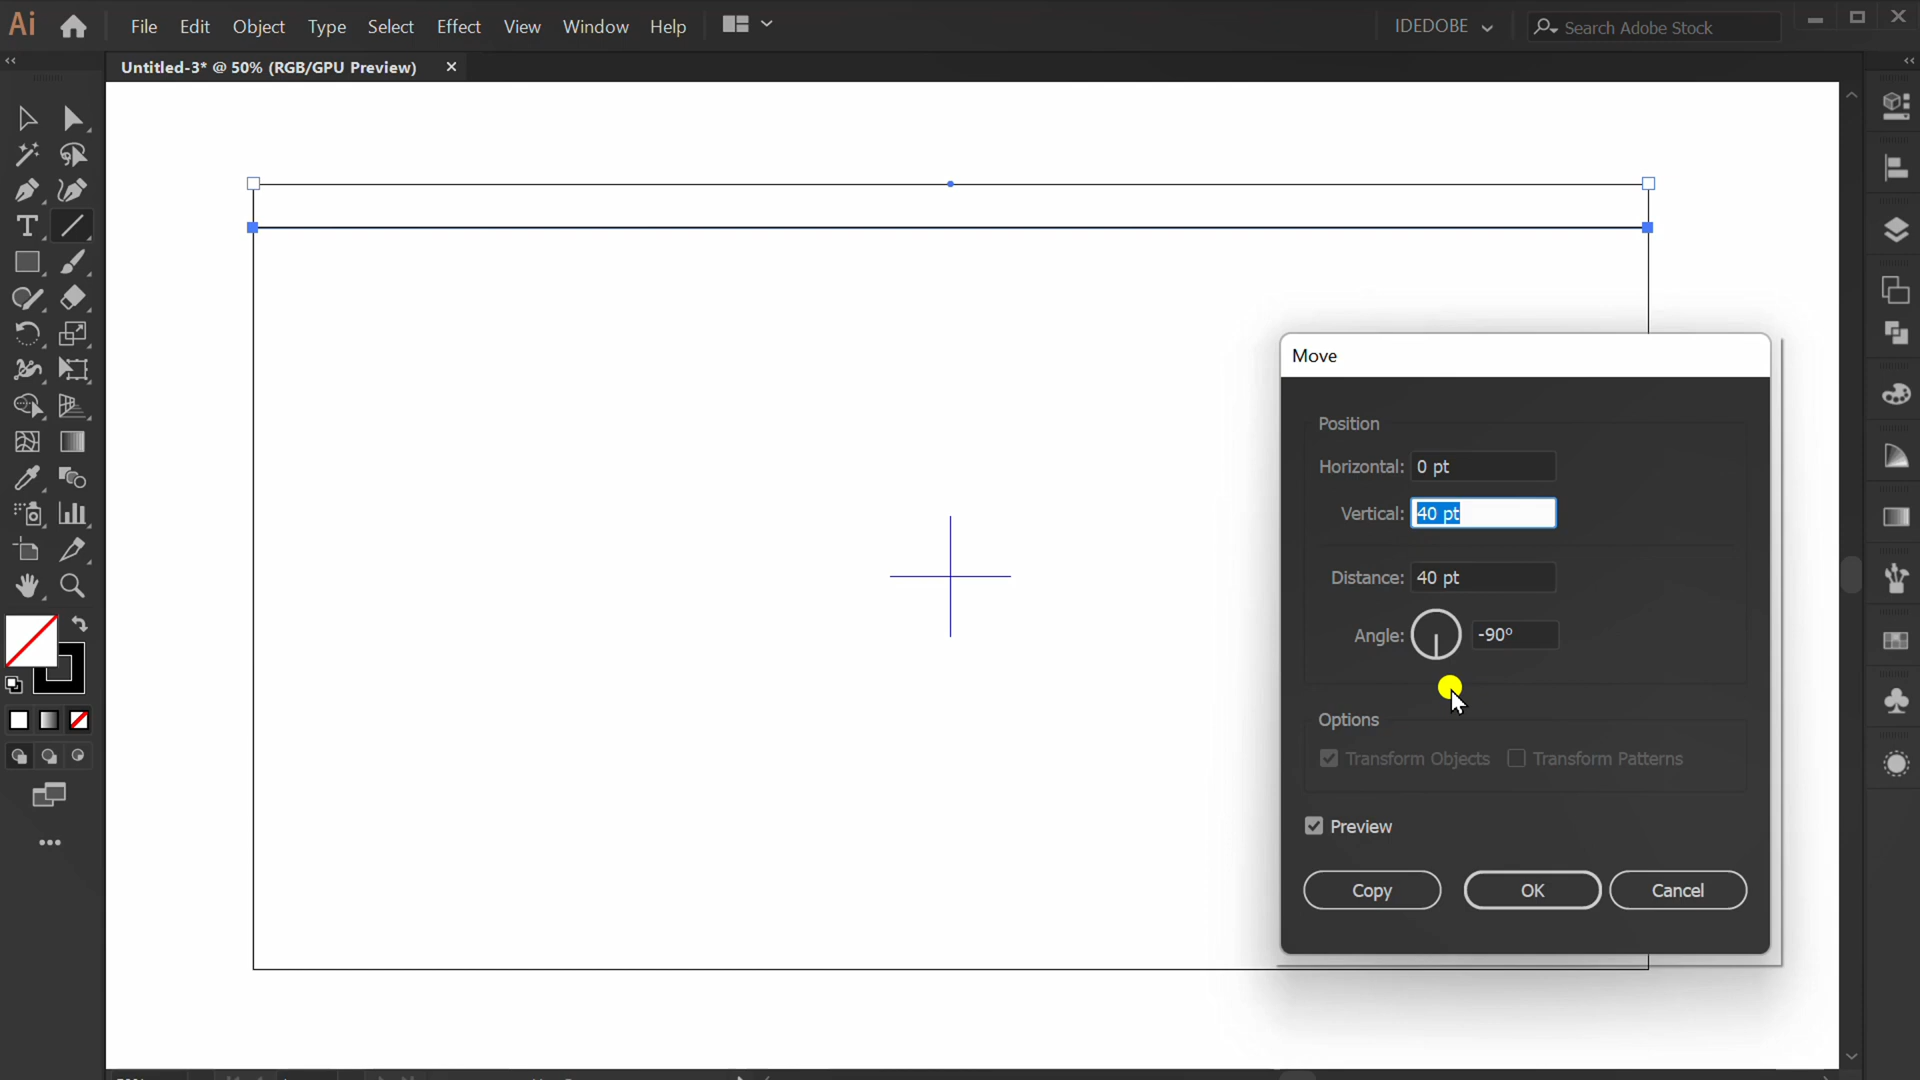 Ai File Edit Object Type Select Effect View Window Help IDEDOBE Search Adobe Stock
Untitled-3* @ 50% (RGB/GPU Preview)
Move
Position
Horizontal: 0 pt
Vertical: 40 pt
Distance: 40 pt
Angle: -90°
Options
Transform Objects Transform Patterns
Preview
Copy OK Cancel